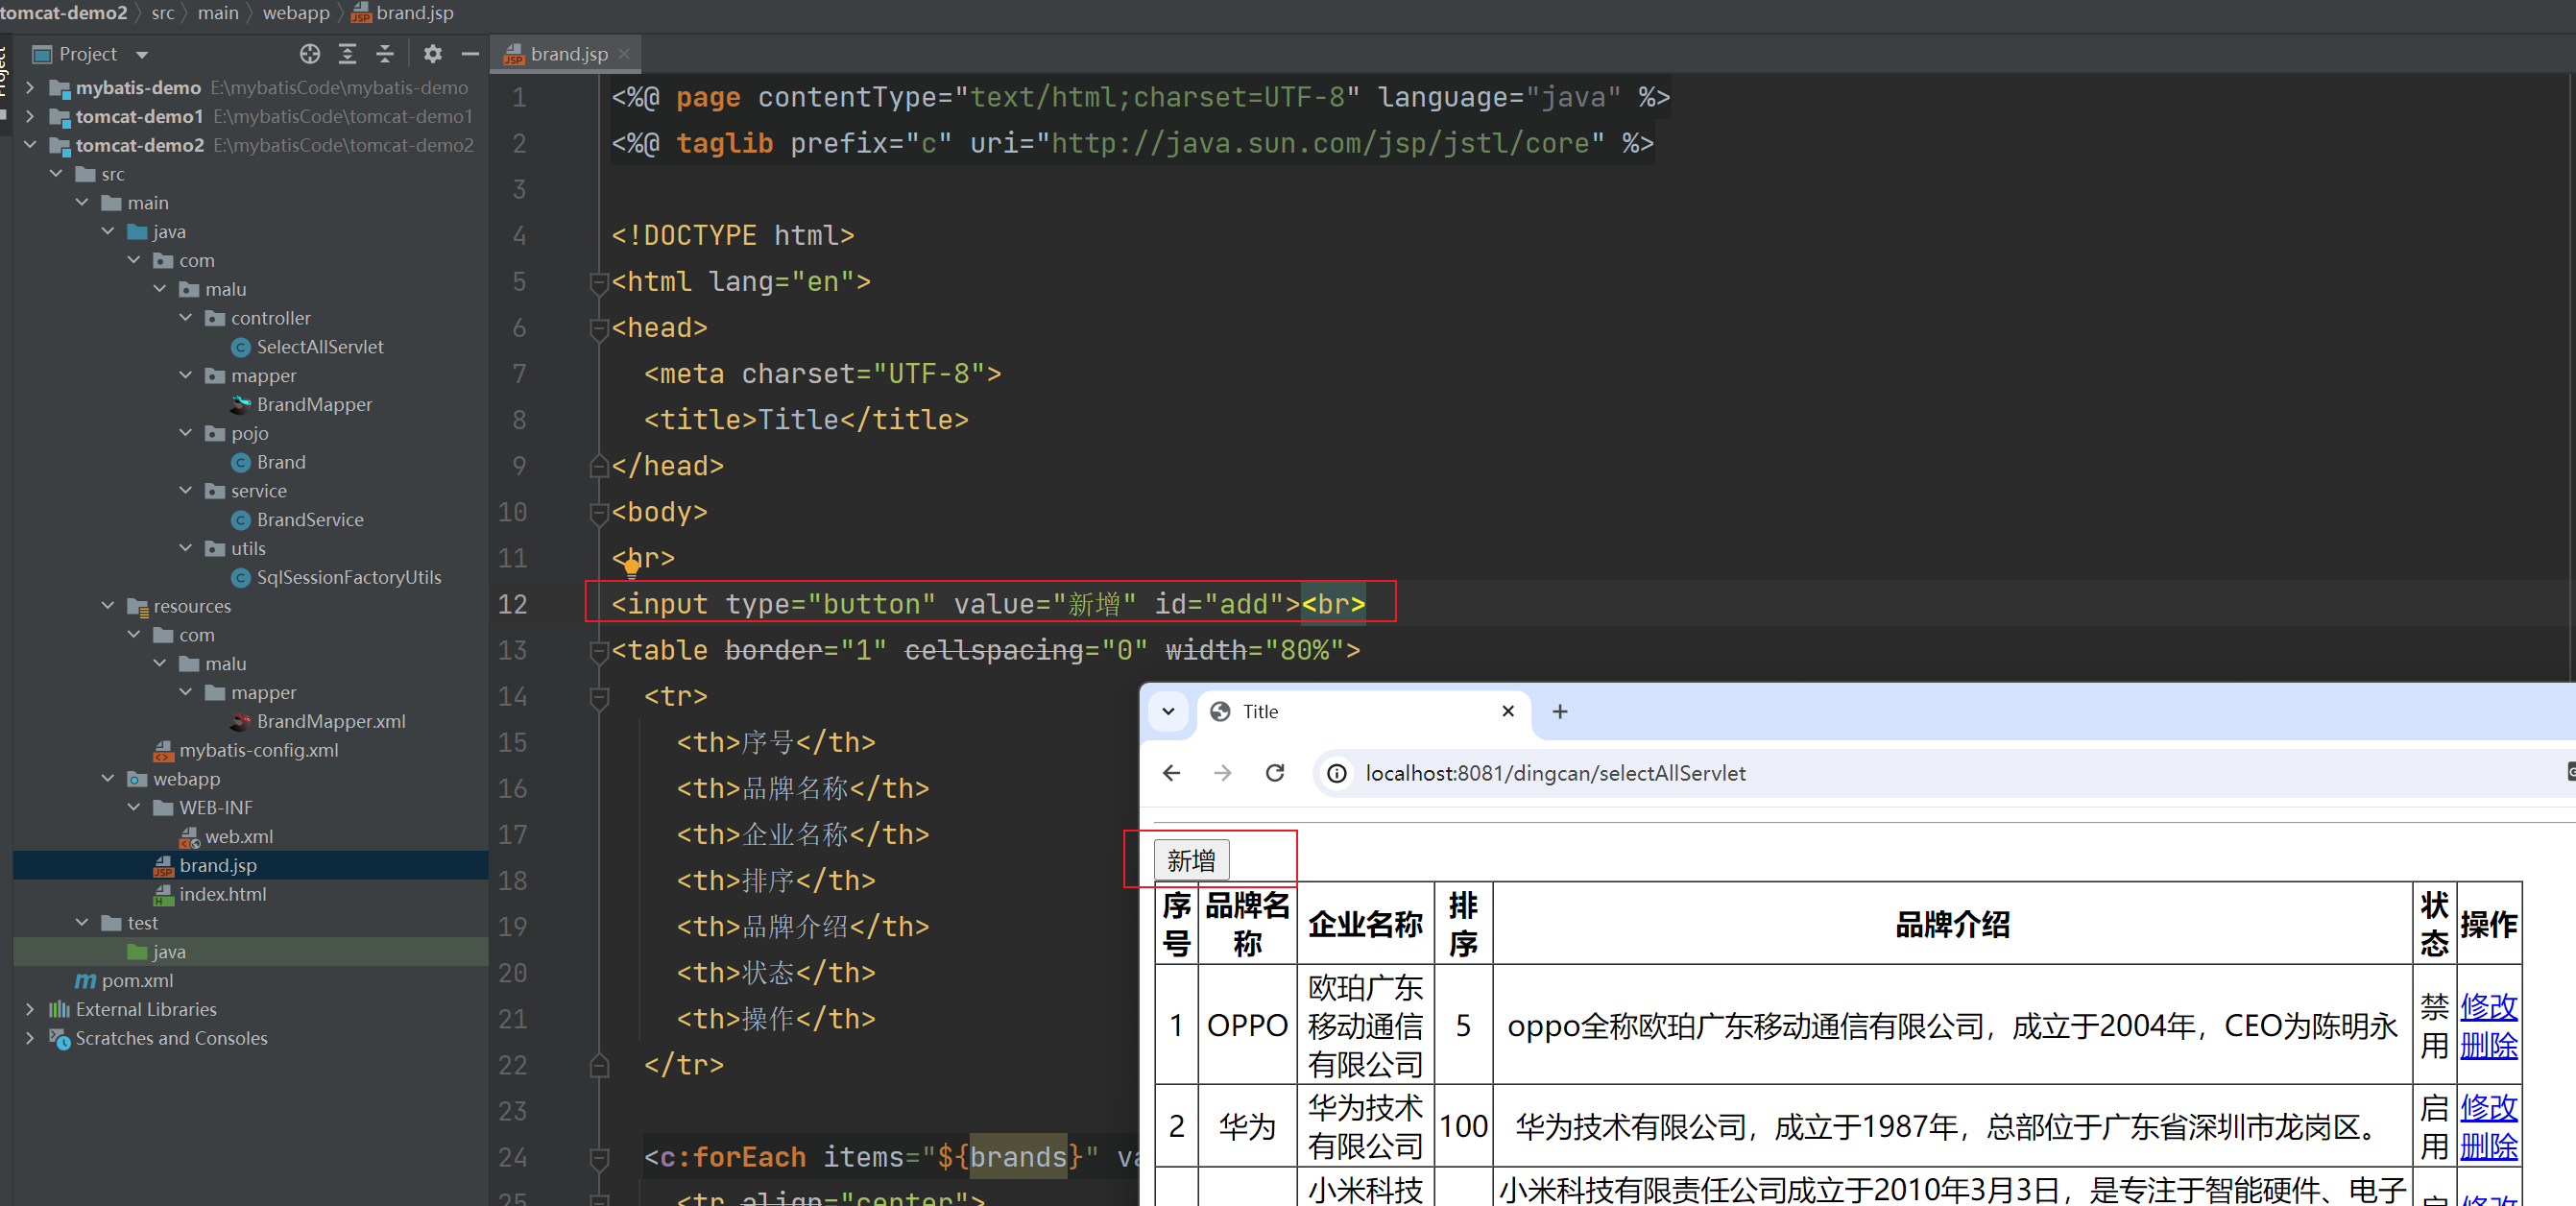 tomcat-demo2 src main webapp brand.jsp
Project
brand.jsp
mybatis-demo E:\mybatisCode\mybatis-demo
tomcat-demo1 E:\mybatisCode\tomcat-demo1
tomcat-demo2 E:\mybatisCode\tomcat-demo2
src
main
java
com
malu
controller
SelectAllServlet
mapper
BrandMapper
pojo
Brand
service
BrandService
utils
SqlSessionFactoryUtils
resources
com
malu
mapper
BrandMapper.xml
mybatis-config.xml
webapp
WEB-INF
web.xml
brand.jsp
index.html
test
java
pom.xml
External Libraries
Scratches and Consoles
1 <%@ page contentType="text/html;charset=UTF-8" language="java" %>
2 <%@ taglib prefix="c" uri="http://java.sun.com/jsp/jstl/core" %>
3
4 <!DOCTYPE html>
5 <html lang="en">
6 <head>
7 <meta charset="UTF-8">
8 <title>Title</title>
9 </head>
10 <body>
11 <hr>
12 <input type="button" value="新增" id="add"><br>
13 <table border="1" cellspacing="0" width="80%">
14 <tr>
15 <th>序号</th>
16 <th>品牌名称</th>
17 <th>企业名称</th>
18 <th>排序</th>
19 <th>品牌介绍</th>
20 <th>状态</th>
21 <th>操作</th>
22 </tr>
23
24 <c:forEach items="${brands}" va
25 <tr align="center">
Title
localhost:8081/dingcan/selectAllServlet
新增
序号 品牌名称 企业名称 排序 品牌介绍 状态 操作
1 OPPO 欧珀广东移动通信有限公司 5 oppo全称欧珀广东移动通信有限公司，成立于2004年，CEO为陈明永 禁用 修改 删除
2 华为 华为技术有限公司 100 华为技术有限公司，成立于1987年，总部位于广东省深圳市龙岗区。 启用 修改 删除
小米科技 小米科技有限责任公司成立于2010年3月3日，是专注于智能硬件、电子